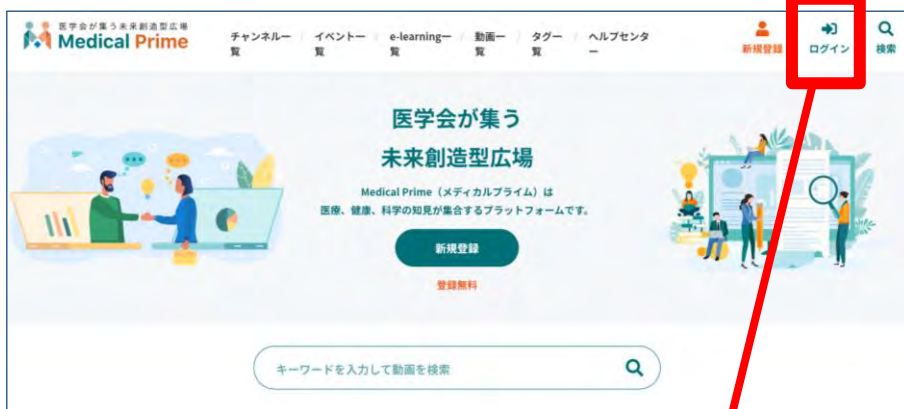 医学会が集う未来創造型広場
Medical Prime
チャンネル一覧
イベント一覧
e-learning一覧
動画一覧
タグ一覧
ヘルプセンター
新規登録
ログイン
検索
医学会が集う
未来創造型広場
Medical Prime（メディカルプライム）は
医療、健康、科学の知見が集合するプラットフォームです。
新規登録
登録無料
キーワードを入力して動画を検索